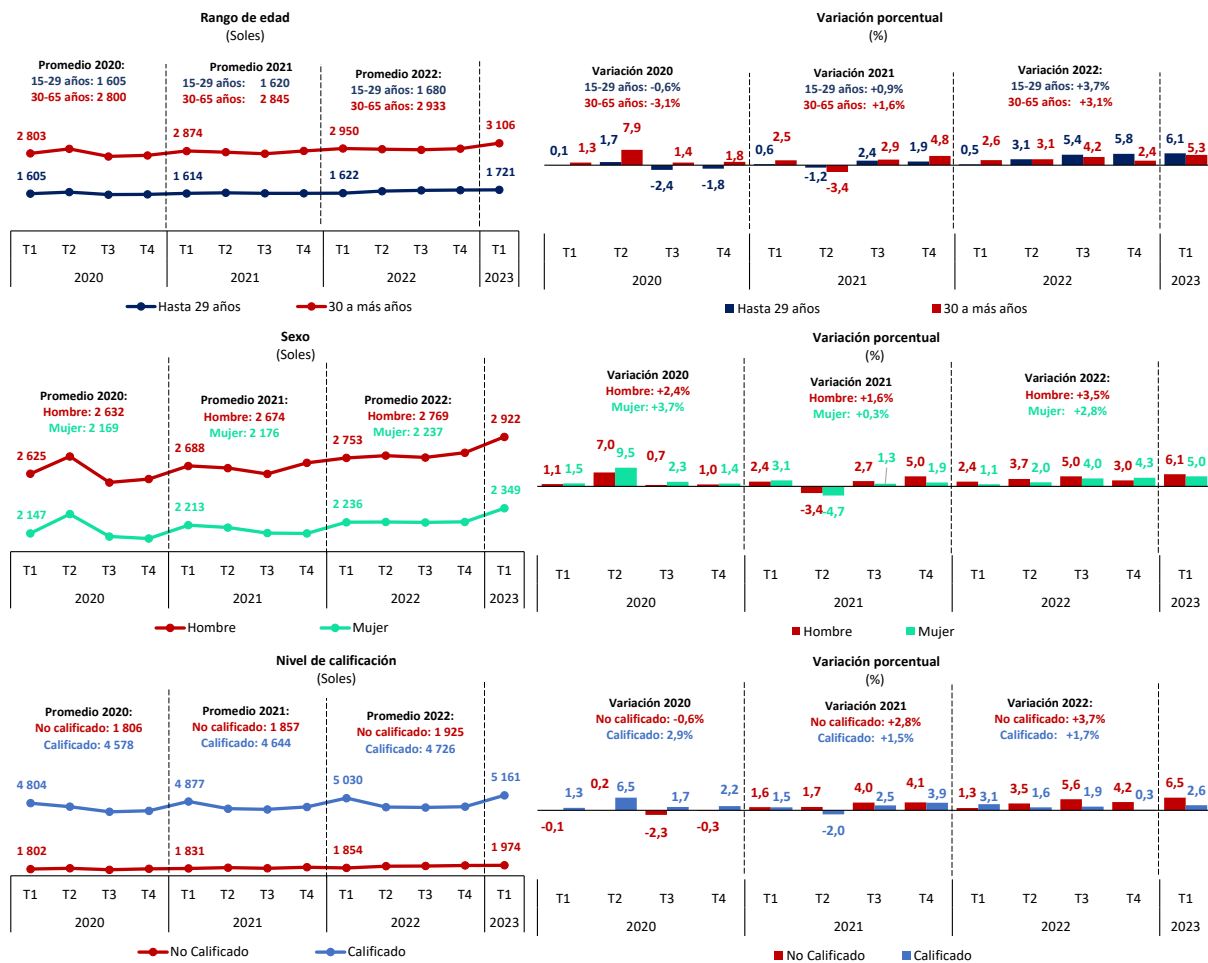 Rango de edad
(Soles)
Promedio 2020:
15-29 años: 1 605
30-65 años: 2 800
Promedio 2021
15-29 años: 1 620
30-65 años: 2 845
Promedio 2022:
15-29 años: 1 680
30-65 años: 2 933
2 803
2 874
2 950
3 106
1 605
1 614
1 622
1 721
T1 T2 T3 T4 T1 T2 T3 T4 T1 T2 T3 T4 T1
2020 2021 2022 2023
Hasta 29 años 30 a más años
Variación porcentual
(%)
Variación 2020
15-29 años: -0,6%
30-65 años: -3,1%
Variación 2021
15-29 años: +0,9%
30-65 años: +1,6%
Variación 2022:
15-29 años: +3,7%
30-65 años: +3,1%
0,1 1,3 1,7 7,9 -2,4 1,4 -1,8 1,8 0,6 2,5 -1,2 -3,4 2,4 2,9 1,9 4,8 0,5 2,6 3,1 3,1 5,4 4,2 5,8 2,4 6,1 5,3
T1 T2 T3 T4 T1 T2 T3 T4 T1 T2 T3 T4 T1
2020 2021 2022 2023
Hasta 29 años 30 a más años
Sexo
(Soles)
Promedio 2020:
Hombre: 2 632
Mujer: 2 169
Promedio 2021:
Hombre: 2 674
Mujer: 2 176
Promedio 2022:
Hombre: 2 769
Mujer: 2 237
2 625
2 688
2 753
2 922
2 147
2 213
2 236
2 349
T1 T2 T3 T4 T1 T2 T3 T4 T1 T2 T3 T4 T1
2020 2021 2022 2023
Hombre Mujer
Variación porcentual
(%)
Variación 2020
Hombre: +2,4%
Mujer: +3,7%
Variación 2021
Hombre: +1,6%
Mujer: +0,3%
Variación 2022:
Hombre: +3,5%
Mujer: +2,8%
1,1 1,5 7,0 9,5 0,7 2,3 1,0 1,4 2,4 3,1 -3,4 -4,7 2,7 1,3 5,0 1,9 2,4 1,1 3,7 2,0 5,0 4,0 3,0 4,3 6,1 5,0
T1 T2 T3 T4 T1 T2 T3 T4 T1 T2 T3 T4 T1
2020 2021 2022 2023
Hombre Mujer
Nivel de calificación
(Soles)
Promedio 2020:
No calificado: 1 806
Calificado: 4 578
Promedio 2021:
No calificado: 1 857
Calificado: 4 644
Promedio 2022:
No calificado: 1 925
Calificado: 4 726
4 804
4 877
5 030
5 161
1 802
1 831
1 854
1 974
T1 T2 T3 T4 T1 T2 T3 T4 T1 T2 T3 T4 T1
2020 2021 2022 2023
No Calificado Calificado
Variación porcentual
(%)
Variación 2020
No calificado: -0,6%
Calificado: 2,9%
Variación 2021
No calificado: +2,8%
Calificado: +1,5%
Variación 2022:
No calificado: +3,7%
Calificado: +1,7%
-0,1 1,3 0,2 6,5 -2,3 1,7 -0,3 2,2 1,6 1,5 1,7 -2,0 4,0 2,5 4,1 3,9 1,3 3,1 3,5 1,6 5,6 1,9 4,2 0,3 6,5 2,6
T1 T2 T3 T4 T1 T2 T3 T4 T1 T2 T3 T4 T1
2020 2021 2022 2023
No Calificado Calificado